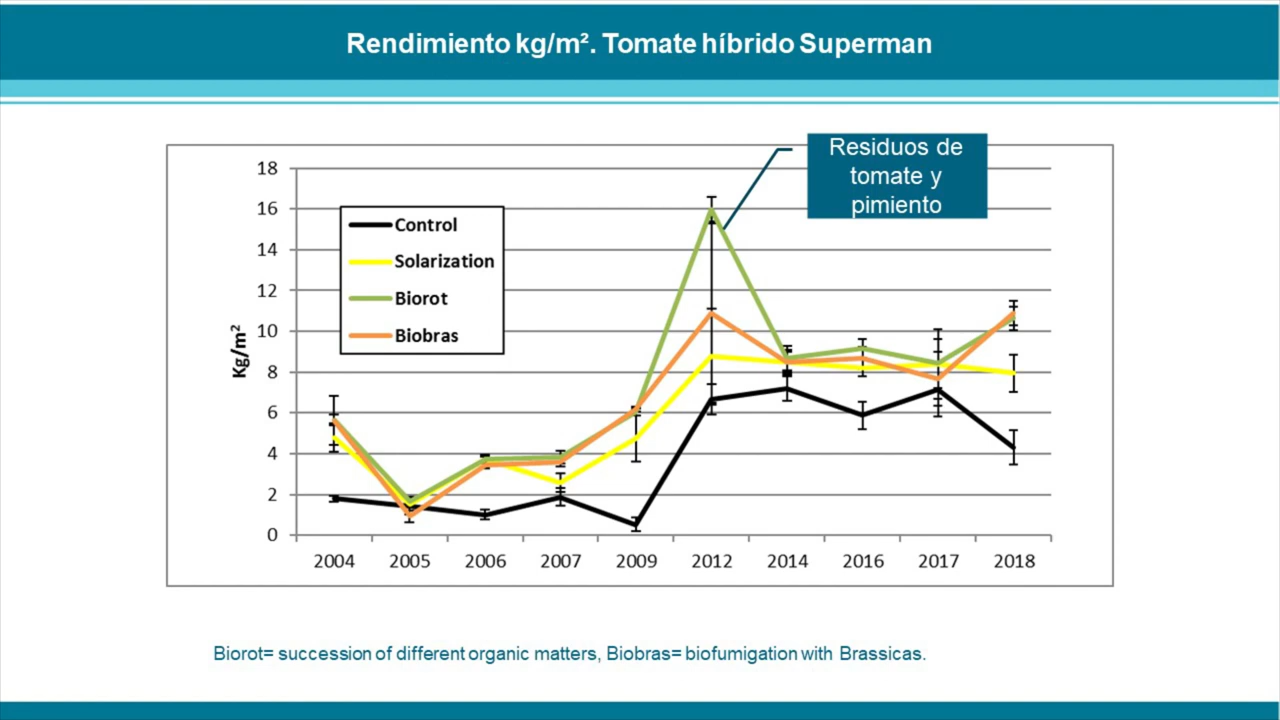 Rendimiento kg/m². Tomate híbrido Superman
Residuos de
tomate y
pimiento
18
16
14
12
10
8
6
4
2
0
Kg/m²
Control
Solarization
Biorot
Biobras
2004 2005 2006 2007 2009 2012 2014 2016 2017 2018
Biorot= succession of different organic matters, Biobras= biofumigation with Brassicas.